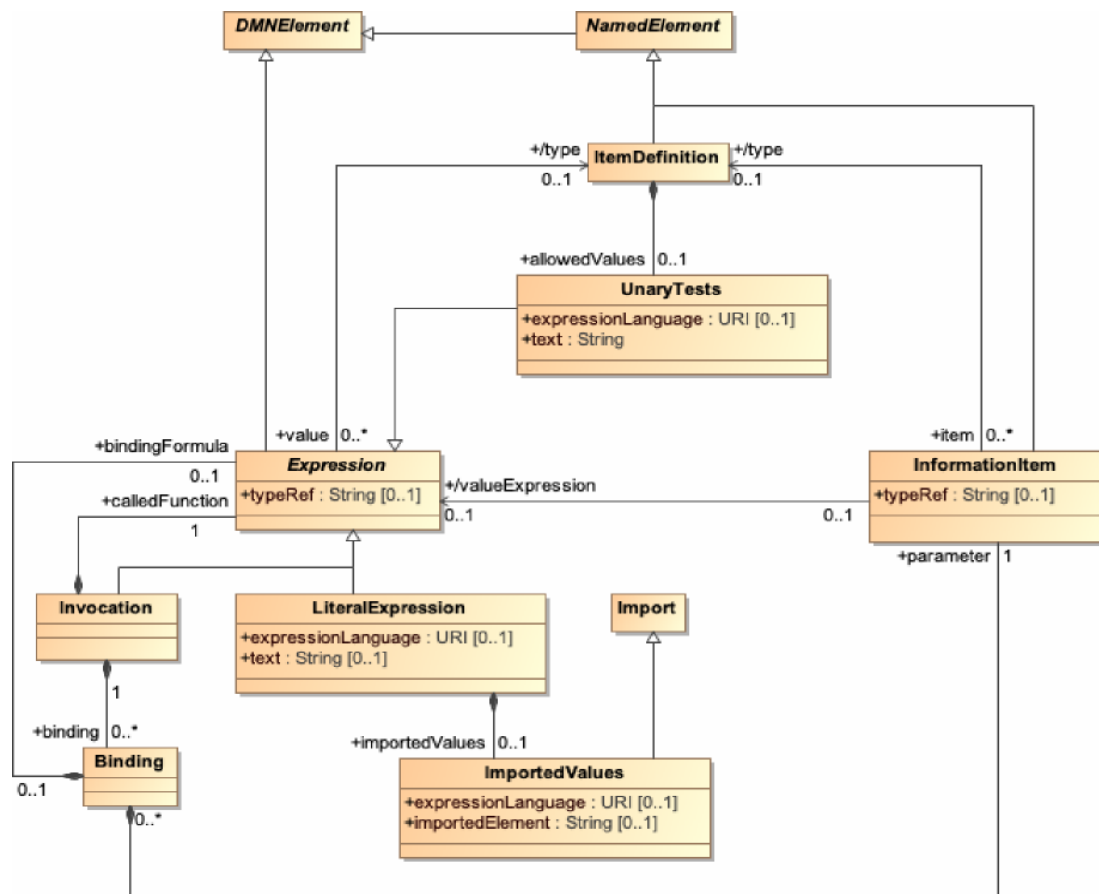 DMNElement
NamedElement
+/type
ItemDefinition
+/type
0..1
0..1
+allowedValues
0..1
UnaryTests
+expressionLanguage : URI [0..1]
+text : String
+bindingFormula
+value
0..*
+item
0..*
0..1
Expression
InformationItem
+typeRef : String [0..1]
+/valueExpression
+typeRef : String [0..1]
+calledFunction
0..1
0..1
1
+parameter
1
Invocation
LiteralExpression
Import
+expressionLanguage : URI [0..1]
+text : String [0..1]
1
+binding
0..*
+importedValues
0..1
Binding
ImportedValues
0..1
+expressionLanguage : URI [0..1]
+importedElement : String [0..1]
0..*